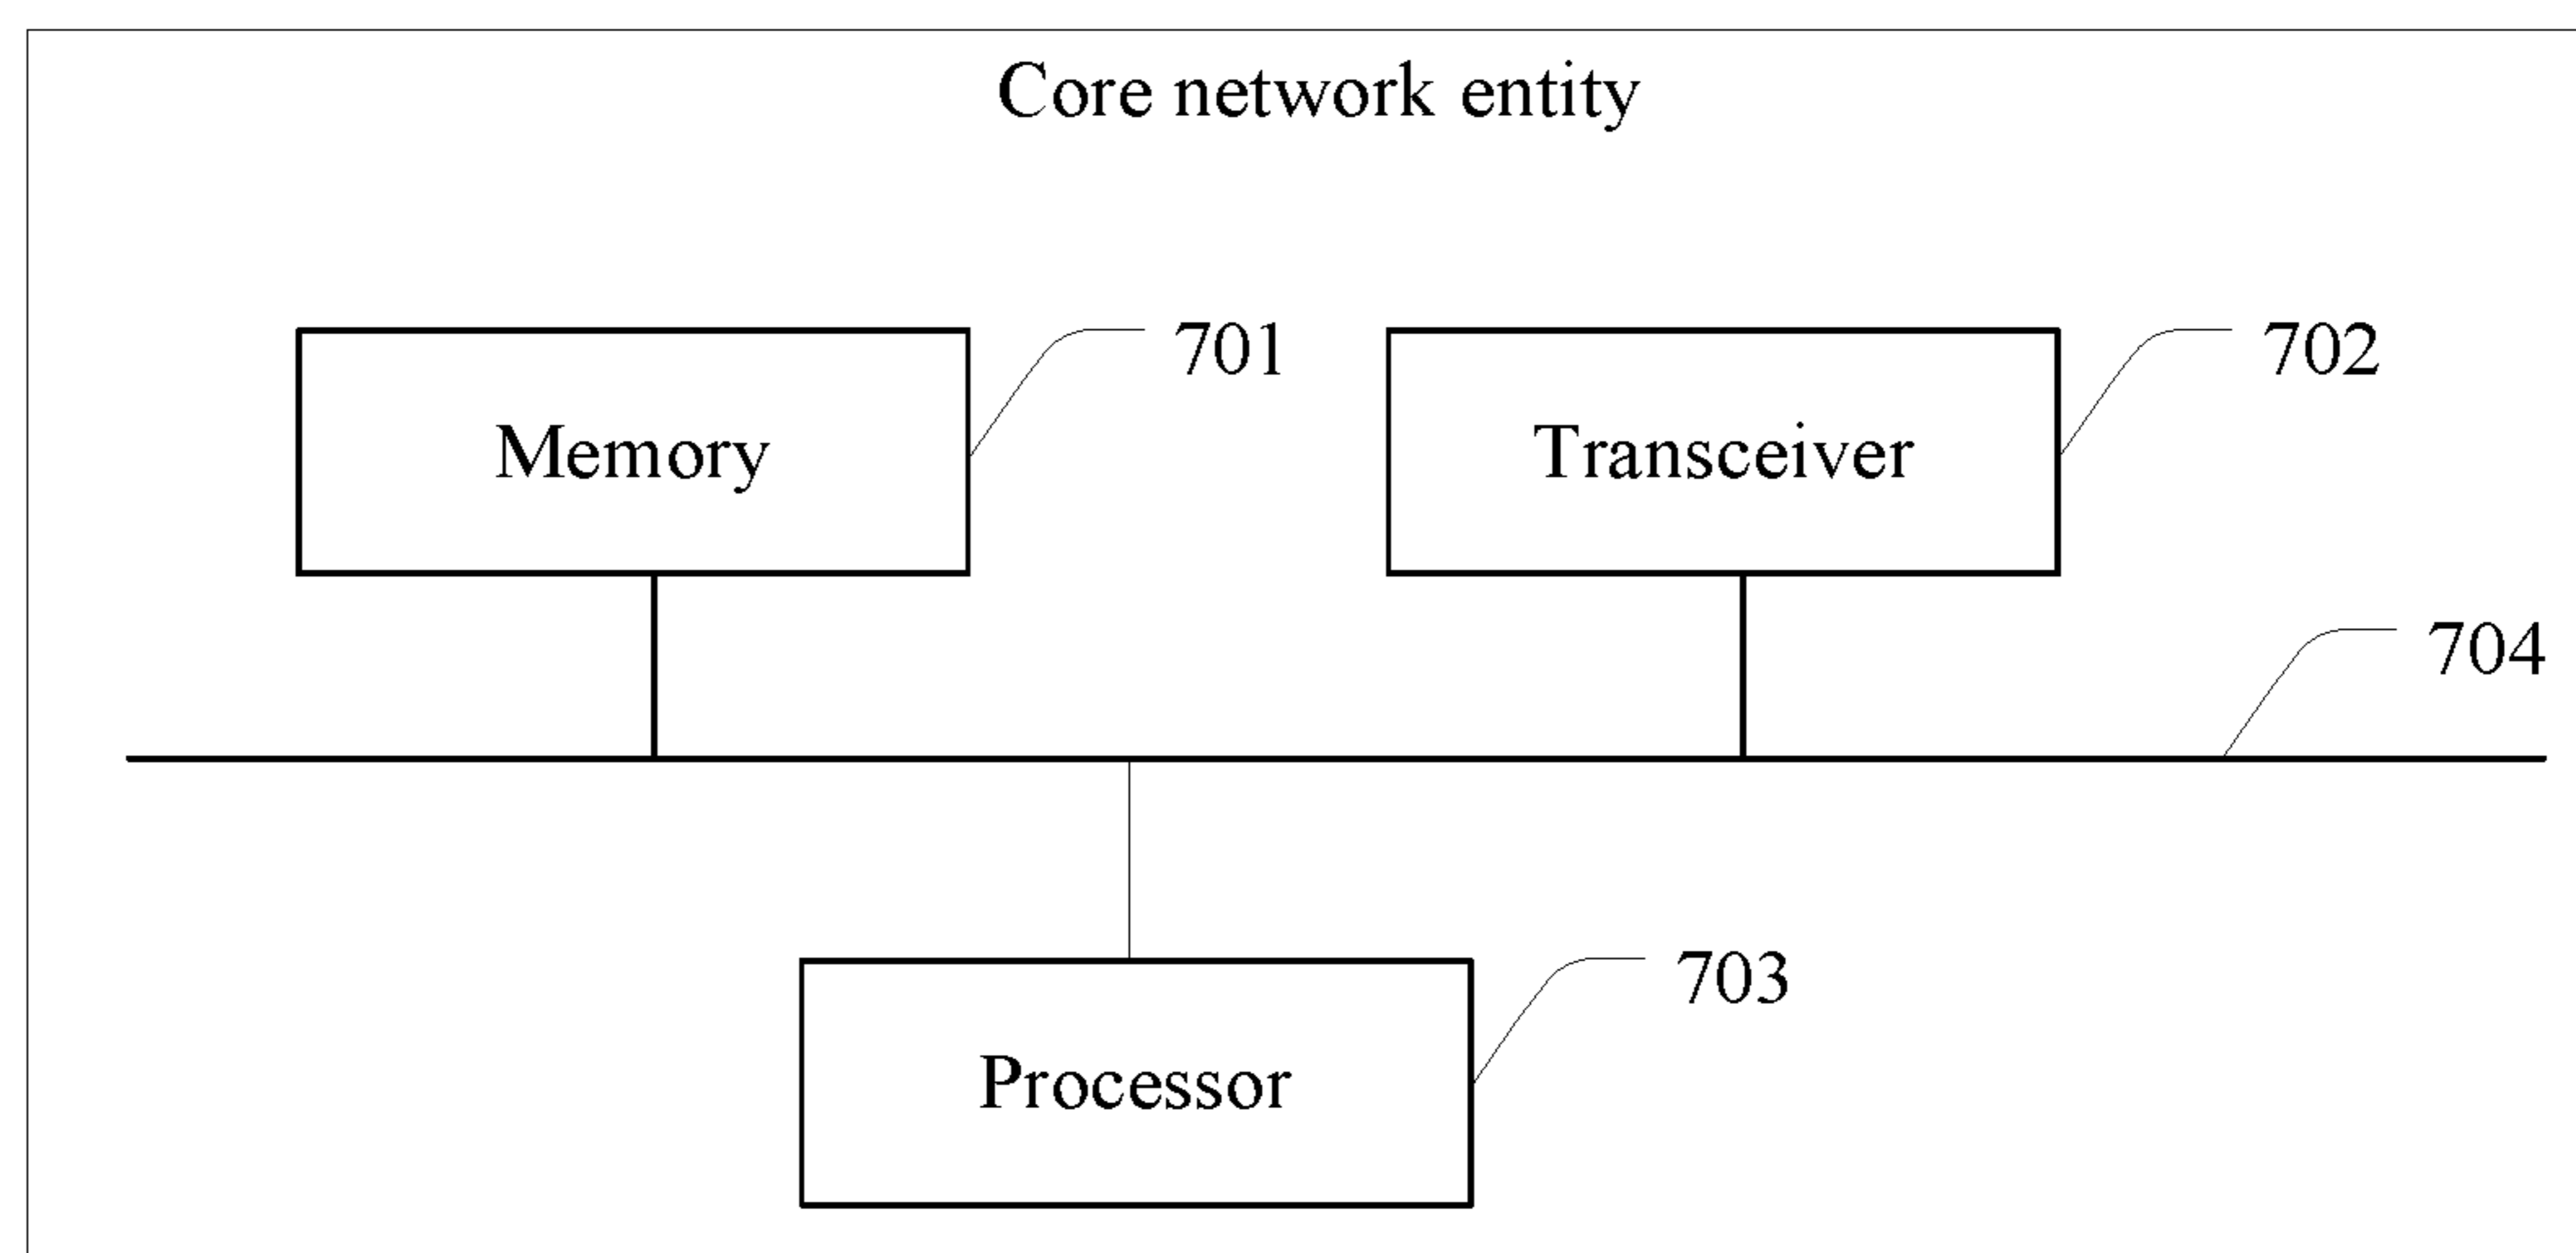 Core network entity
701
702
Memory
Transceiver
704
703
Processor